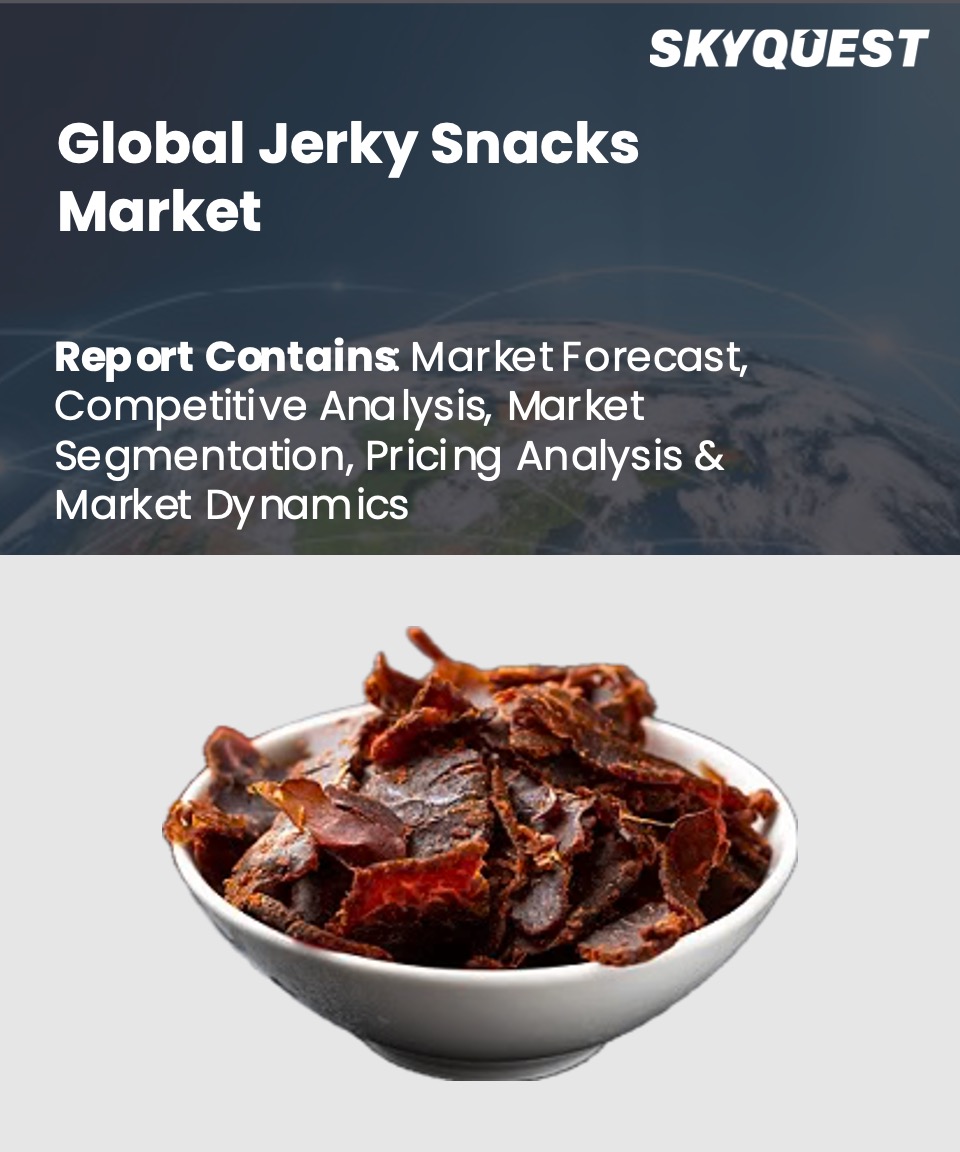 SKYQUEST
Global Jerky Snacks
Market
Report Contains: Market Forecast,
Competitive Analysis, Market
Segmentation, Pricing Analysis &
Market Dynamics